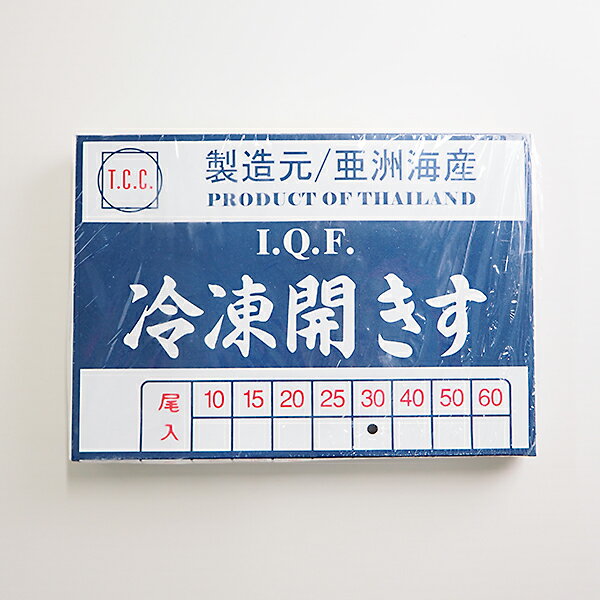 T.C.C.
製造元/亜洲海産
PRODUCT OF THAILAND
I.Q.F.
冷凍開きす
尾入 10 15 20 25 30 40 50 60